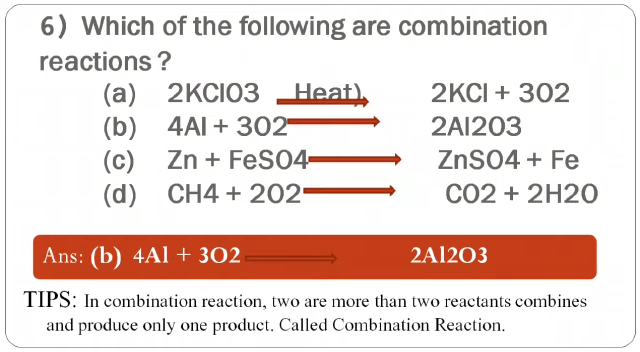 6) Which of the following are combination
reactions ?
(a) 2KClO3 Heat) 2KCl + 3O2
(b) 4Al + 3O2 2Al2O3
(c) Zn + FeSO4 ZnSO4 + Fe
(d) CH4 + 2O2 CO2 + 2H2O
Ans: (b) 4Al + 3O2 2Al2O3
TIPS: In combination reaction, two are more than two reactants combines
and produce only one product. Called Combination Reaction.